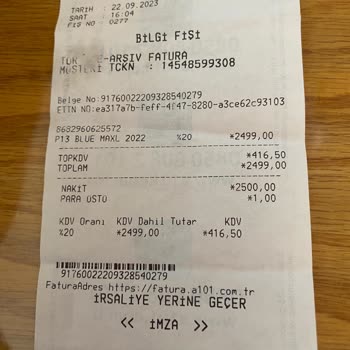 TARİH : 22.09.2023
SAAT : 16:04
FİŞ NO : 0277
BİLGİ FİŞİ
E-ARSIV FATURA
MÜŞTERİ TCKN : 14548599308
Belge No:91760022209328540279
ETTN NO:ea317a7b-feff-4f47-8280-a3ce62c93103
8682960625572
P13 BLUE MAXL 2022 %20 *2499,00
TOPKDV *416,50
TOPLAM *2499,00
NAKİT *2500,00
PARA ÜSTÜ *1,00
KDV Oranı KDV Dahil Tutar KDV
%20 *2499,00 *416,50
91760022209328540279
FaturaAdres https://fatura.a101.com.tr
İRSALİYE YERİNE GEÇER
<< İMZA >>